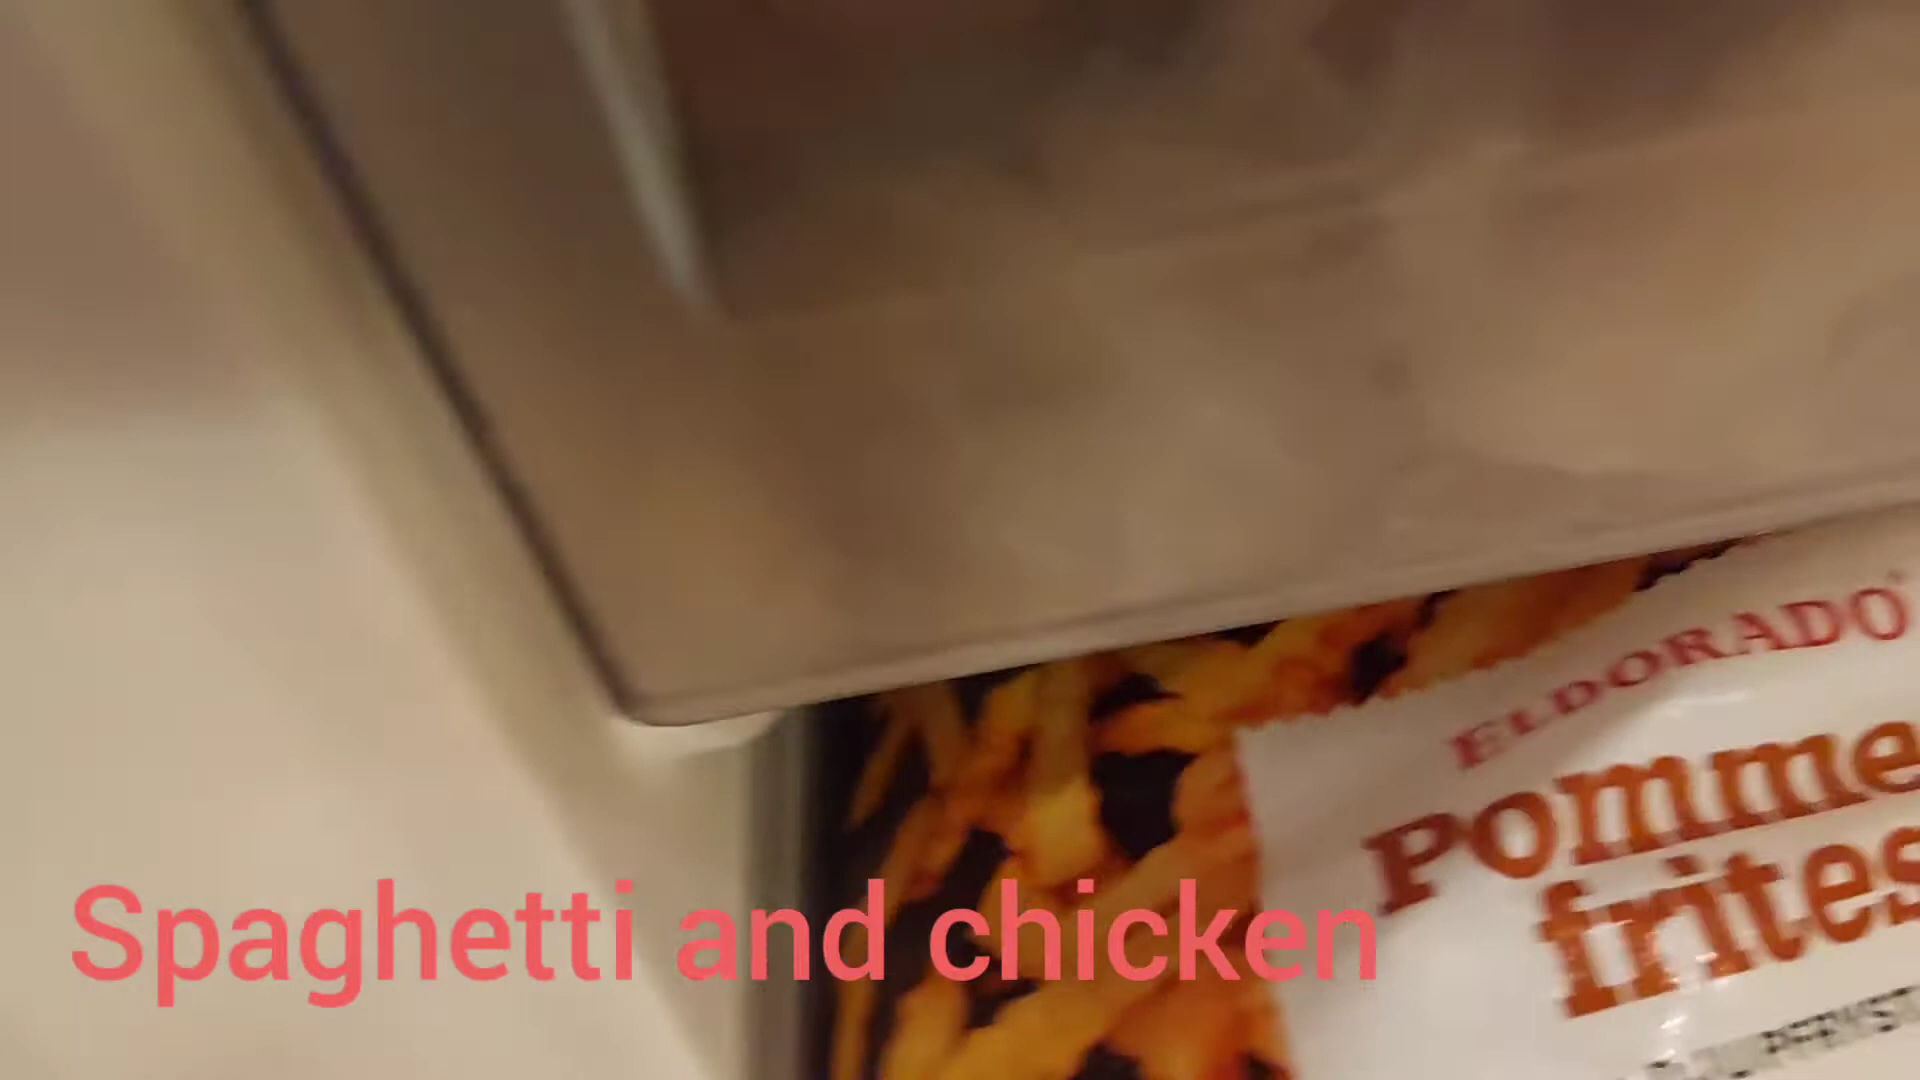 ELDORADO
Pomme
frites
Spaghetti and chicken